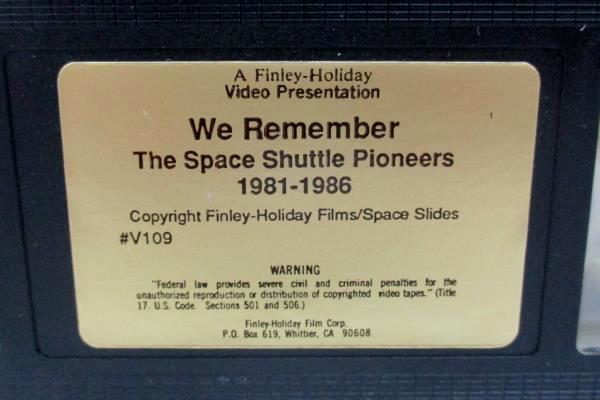 A Finley-Holiday
Video Presentation
We Remember
The Space Shuttle Pioneers
1981-1986
Copyright Finley-Holiday Films/Space Slides
#V109
WARNING
"Federal law provides severe civil and criminal penalties for the
unauthorized reproduction or distribution of copyrighted video tapes." (Title
17. U.S. Code. Sections 501 and 506.)
Finley-Holiday Film Corp.
P.O. Box 619, Whittier, CA 90608